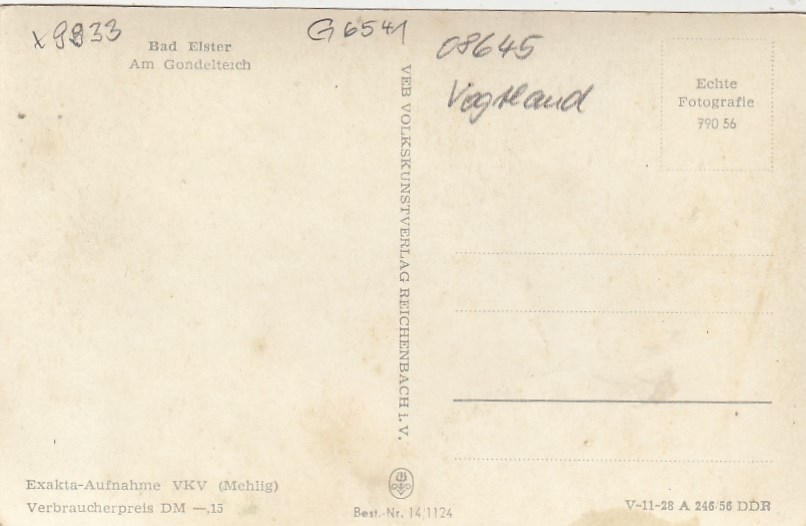 x9933
Bad Elster
Am Gondelteich
G6541
08645
Vogtland
Echte
Fotografie
790 56
VEB VOLKSKUNSTVERLAG REICHENBACH i. V.
Exakta-Aufnahme VKV (Mehlig)
Verbraucherpreis DM —,15
Best.-Nr. 14/1124
V-11-28 A 246/56 DDR